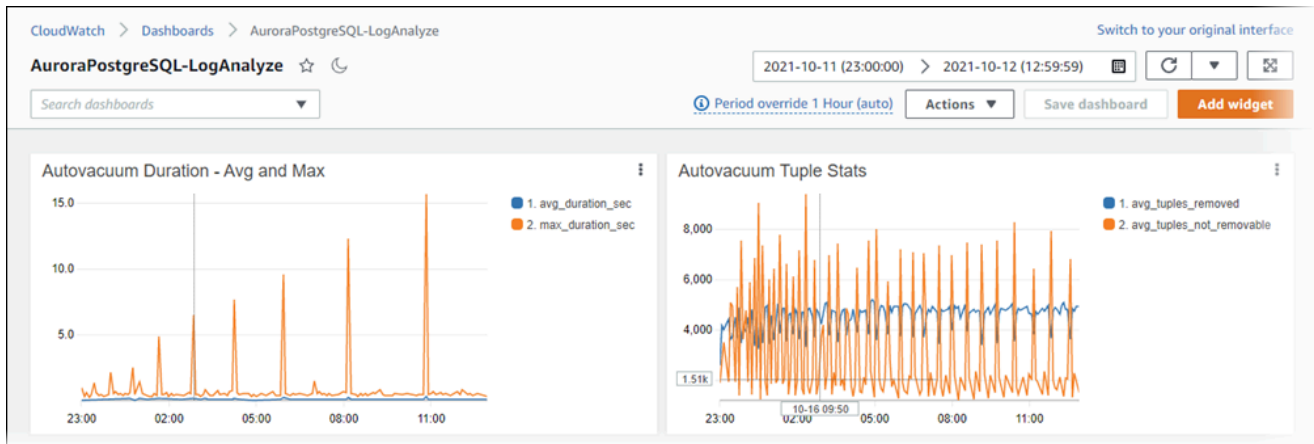 CloudWatch > Dashboards > AuroraPostgreSQL-LogAnalyze
Switch to your original interface
AuroraPostgreSQL-LogAnalyze
2021-10-11 (23:00:00) > 2021-10-12 (12:59:59)
Search dashboards
Period override 1 Hour (auto)
Actions
Save dashboard
Add widget
Autovacuum Duration - Avg and Max
15.0
10.0
5.0
1. avg_duration_sec
2. max_duration_sec
23:00 02:00 05:00 08:00 11:00
Autovacuum Tuple Stats
8,000
6,000
4,000
1.51k
1. avg_tuples_removed
2. avg_tuples_not_removable
10-16 09:50
23:00 02:00 05:00 08:00 11:00